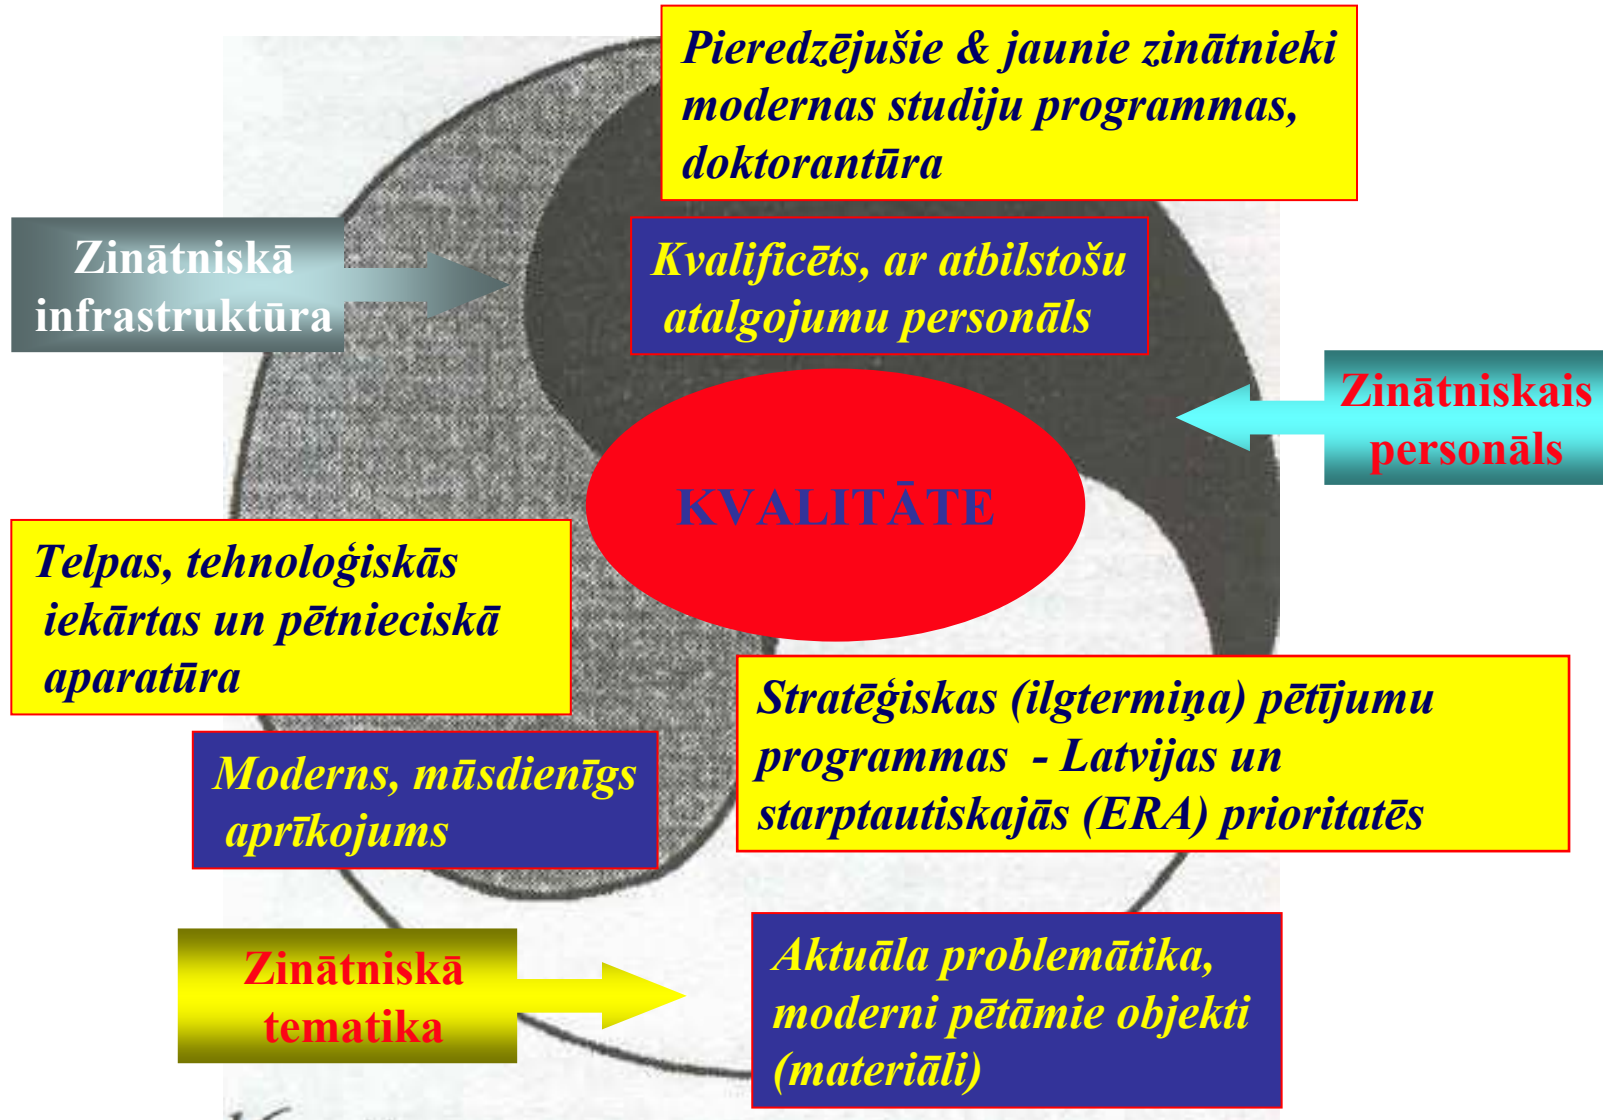 Pieredzējušie & jaunie zinātnieki
modernas studiju programmas,
doktorantūra
Zinātniskā
infrastruktūra
Kvalificēts, ar atbilstošu
atalgojumu personāls
Zinātniskais
personāls
KVALITĀTE
Telpas, tehnoloģiskās
iekārtas un pētnieciskā
aparatūra
Stratēģiskas (ilgtermiņa) pētījumu
programmas - Latvijas un
starptautiskajās (ERA) prioritatēs
Moderns, mūsdienīgs
aprīkojums
Zinātniskā
tematika
Aktuāla problemātika,
moderni pētāmie objekti
(materiāli)